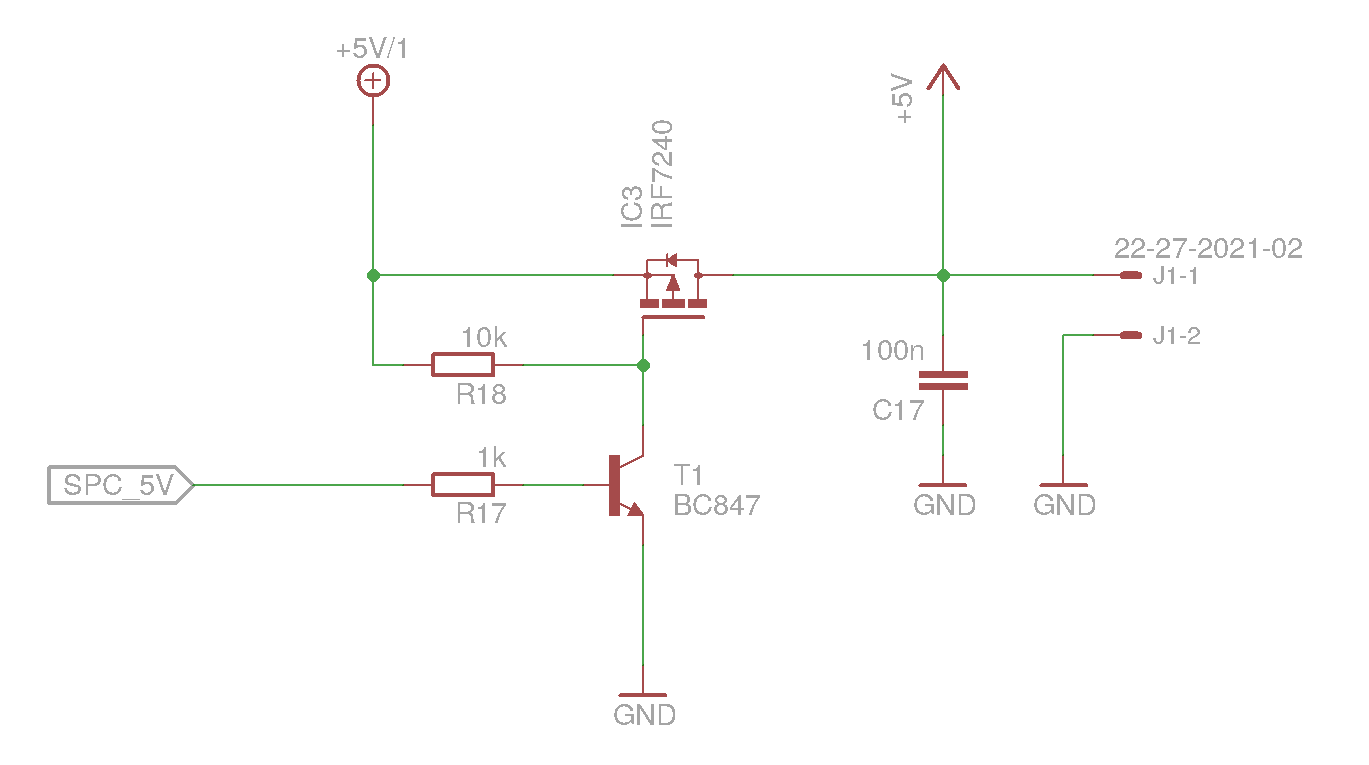 +5V/1
+5V
IC3
IRF7240
22-27-2021-02
J1-1
J1-2
10k
R18
100n
C17
1k
R17
SPC_5V
T1
BC847
GND
GND
GND